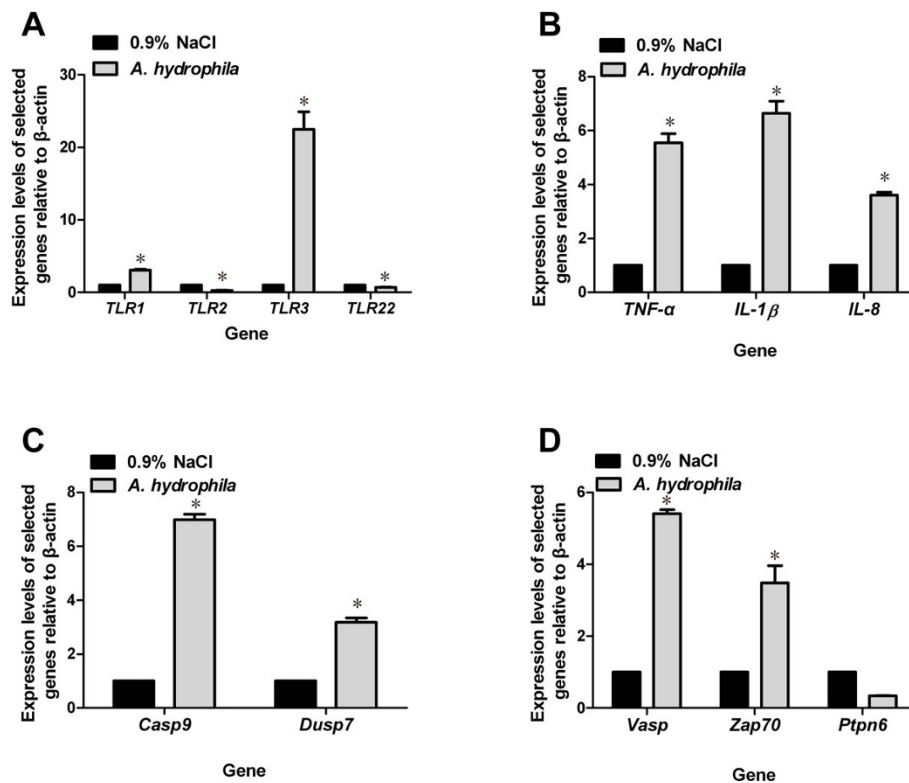 A
0.9% NaCl
A. hydrophila
Expression levels of selected
genes relative to β-actin
30
20
10
0
*
*
*
*
TLR1 TLR2 TLR3 TLR22
Gene
B
0.9% NaCl
A. hydrophila
Expression levels of selected
genes relative to β-actin
8
6
4
2
0
*
*
*
TNF-α IL-1β IL-8
Gene
C
0.9% NaCl
A. hydrophila
Expression levels of selected
genes relative to β-actin
8
6
4
2
0
*
*
Casp9 Dusp7
Gene
D
0.9% NaCl
A. hydrophila
Expression levels of selected
genes relative to β-actin
6
4
2
0
*
*
Vasp Zap70 Ptpn6
Gene